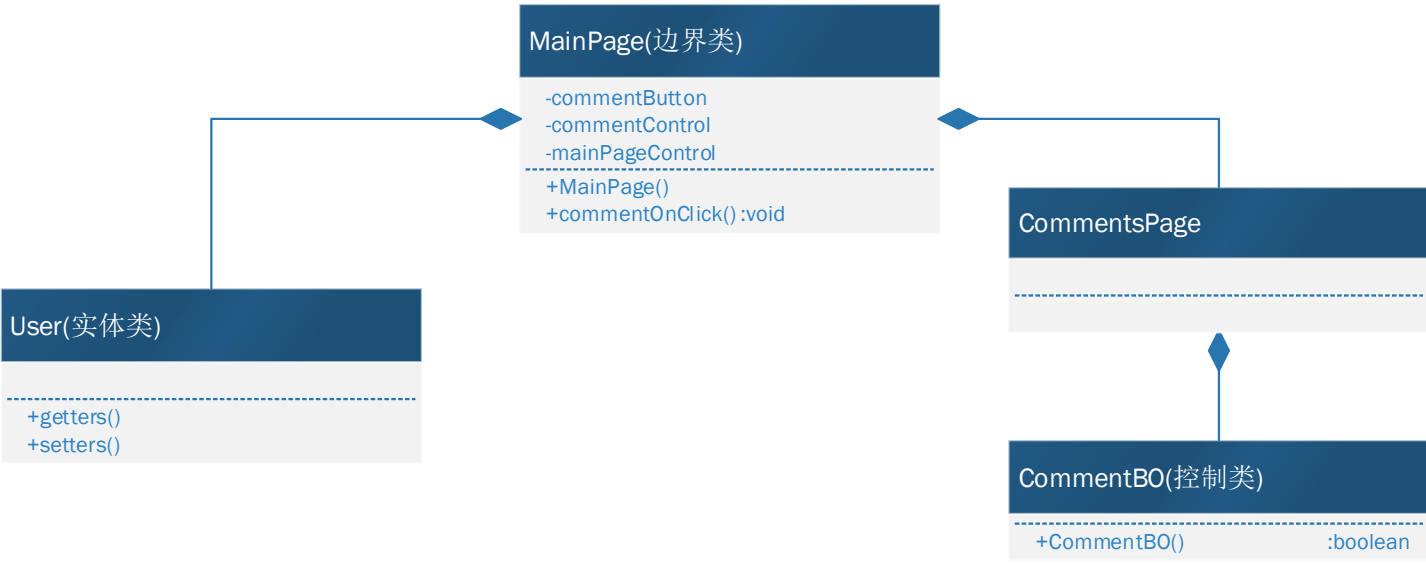 MainPage(边界类)
-commentButton
-commentControl
-mainPageControl
+MainPage()
+commentOnClick():void
CommentsPage
User(实体类)
+getters()
+setters()
CommentBO(控制类)
+CommentBO() :boolean